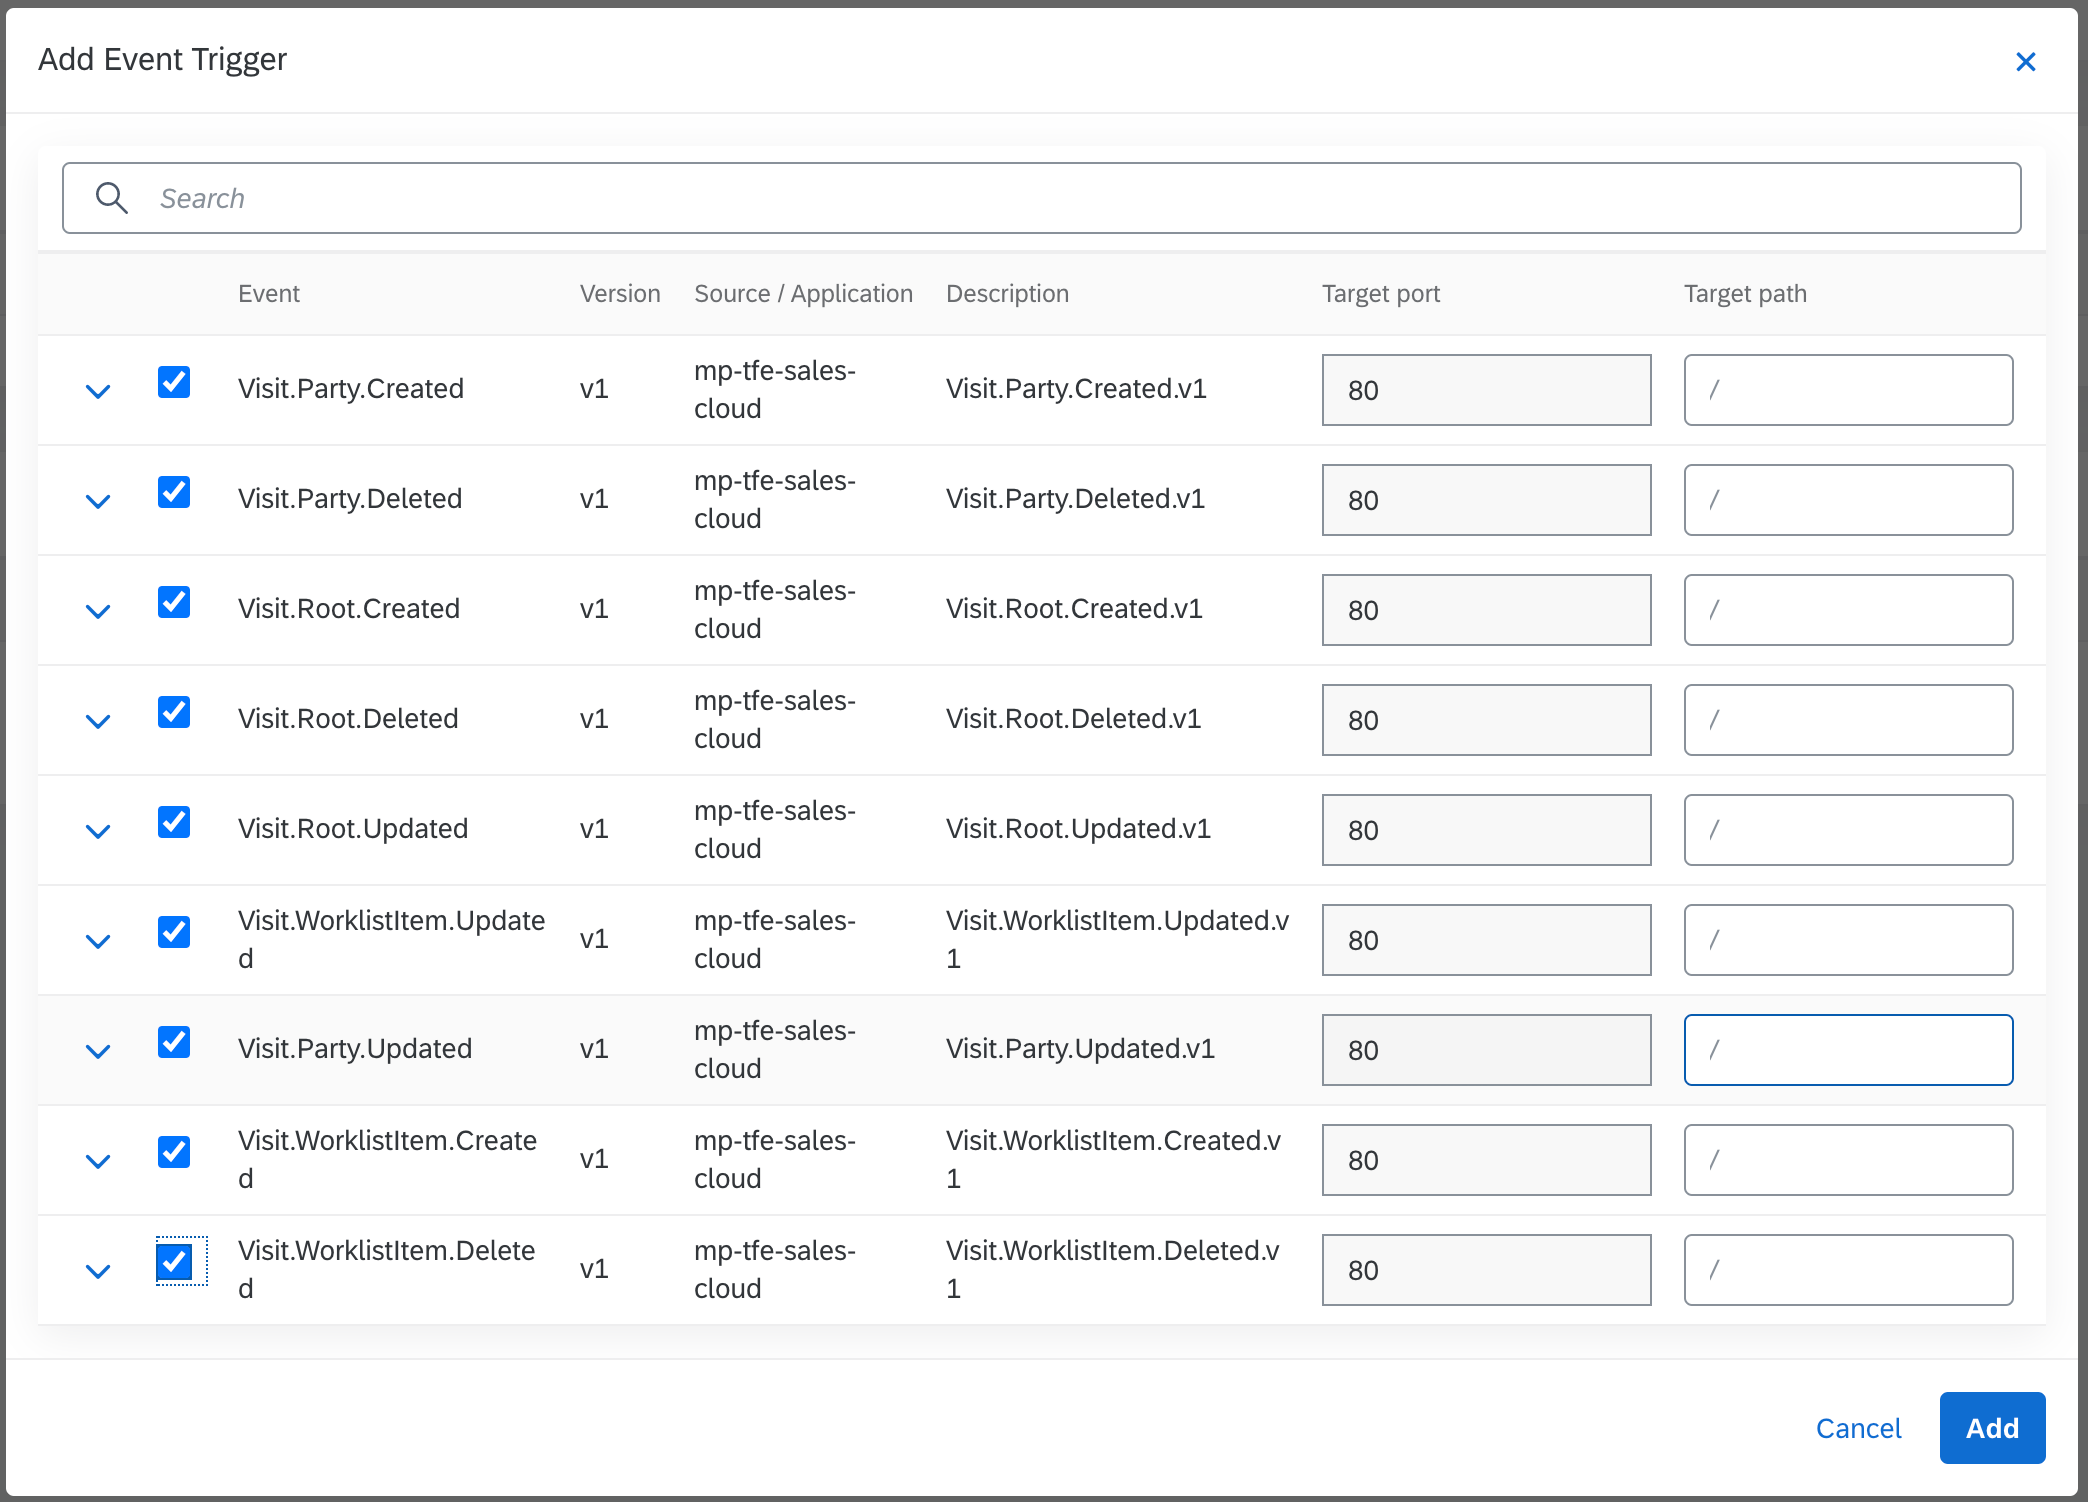 Add Event Trigger
Search
Event Version Source / Application Description Target port Target path
Visit.Party.Created v1 mp-tfe-sales-
cloud Visit.Party.Created.v1 80 /
Visit.Party.Deleted v1 mp-tfe-sales-
cloud Visit.Party.Deleted.v1 80 /
Visit.Root.Created v1 mp-tfe-sales-
cloud Visit.Root.Created.v1 80 /
Visit.Root.Deleted v1 mp-tfe-sales-
cloud Visit.Root.Deleted.v1 80 /
Visit.Root.Updated v1 mp-tfe-sales-
cloud Visit.Root.Updated.v1 80 /
Visit.WorklistItem.Update
d v1 mp-tfe-sales-
cloud Visit.WorklistItem.Updated.v
1 80 /
Visit.Party.Updated v1 mp-tfe-sales-
cloud Visit.Party.Updated.v1 80 /
Visit.WorklistItem.Create
d v1 mp-tfe-sales-
cloud Visit.WorklistItem.Created.v
1 80 /
Visit.WorklistItem.Delete
d v1 mp-tfe-sales-
cloud Visit.WorklistItem.Deleted.v
1 80 /
Cancel Add